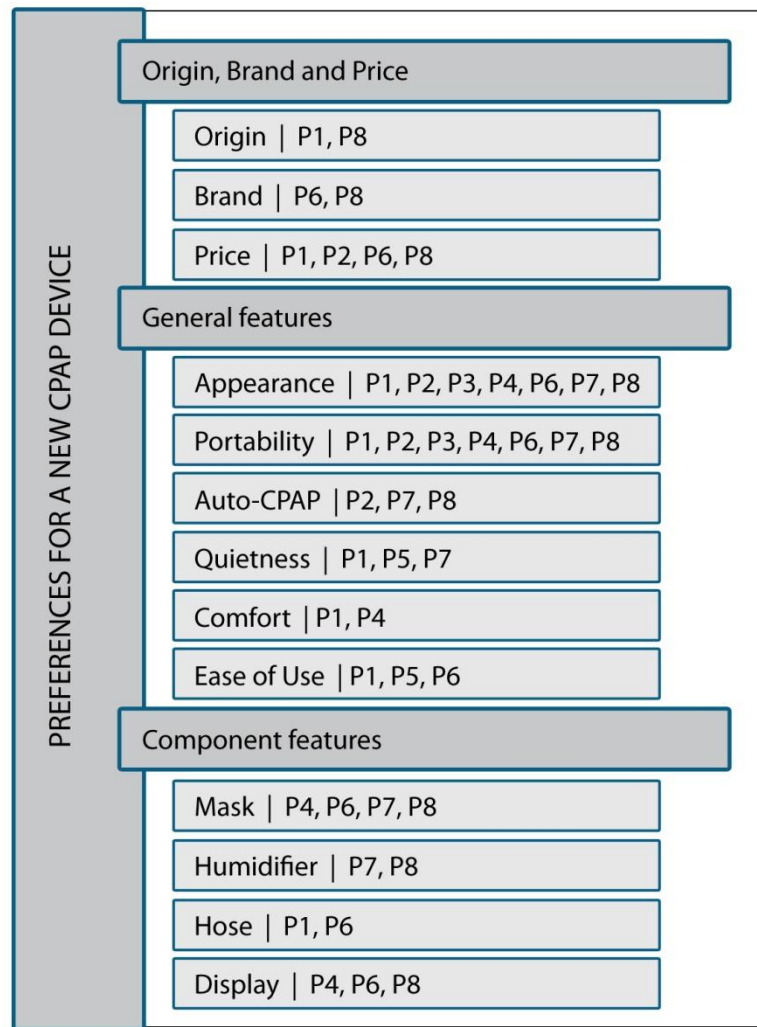 PREFERENCES FOR A NEW CPAP DEVICE
Origin, Brand and Price
Origin | P1, P8
Brand | P6, P8
Price | P1, P2, P6, P8
General features
Appearance | P1, P2, P3, P4, P6, P7, P8
Portability | P1, P2, P3, P4, P6, P7, P8
Auto-CPAP | P2, P7, P8
Quietness | P1, P5, P7
Comfort | P1, P4
Ease of Use | P1, P5, P6
Component features
Mask | P4, P6, P7, P8
Humidifier | P7, P8
Hose | P1, P6
Display | P4, P6, P8